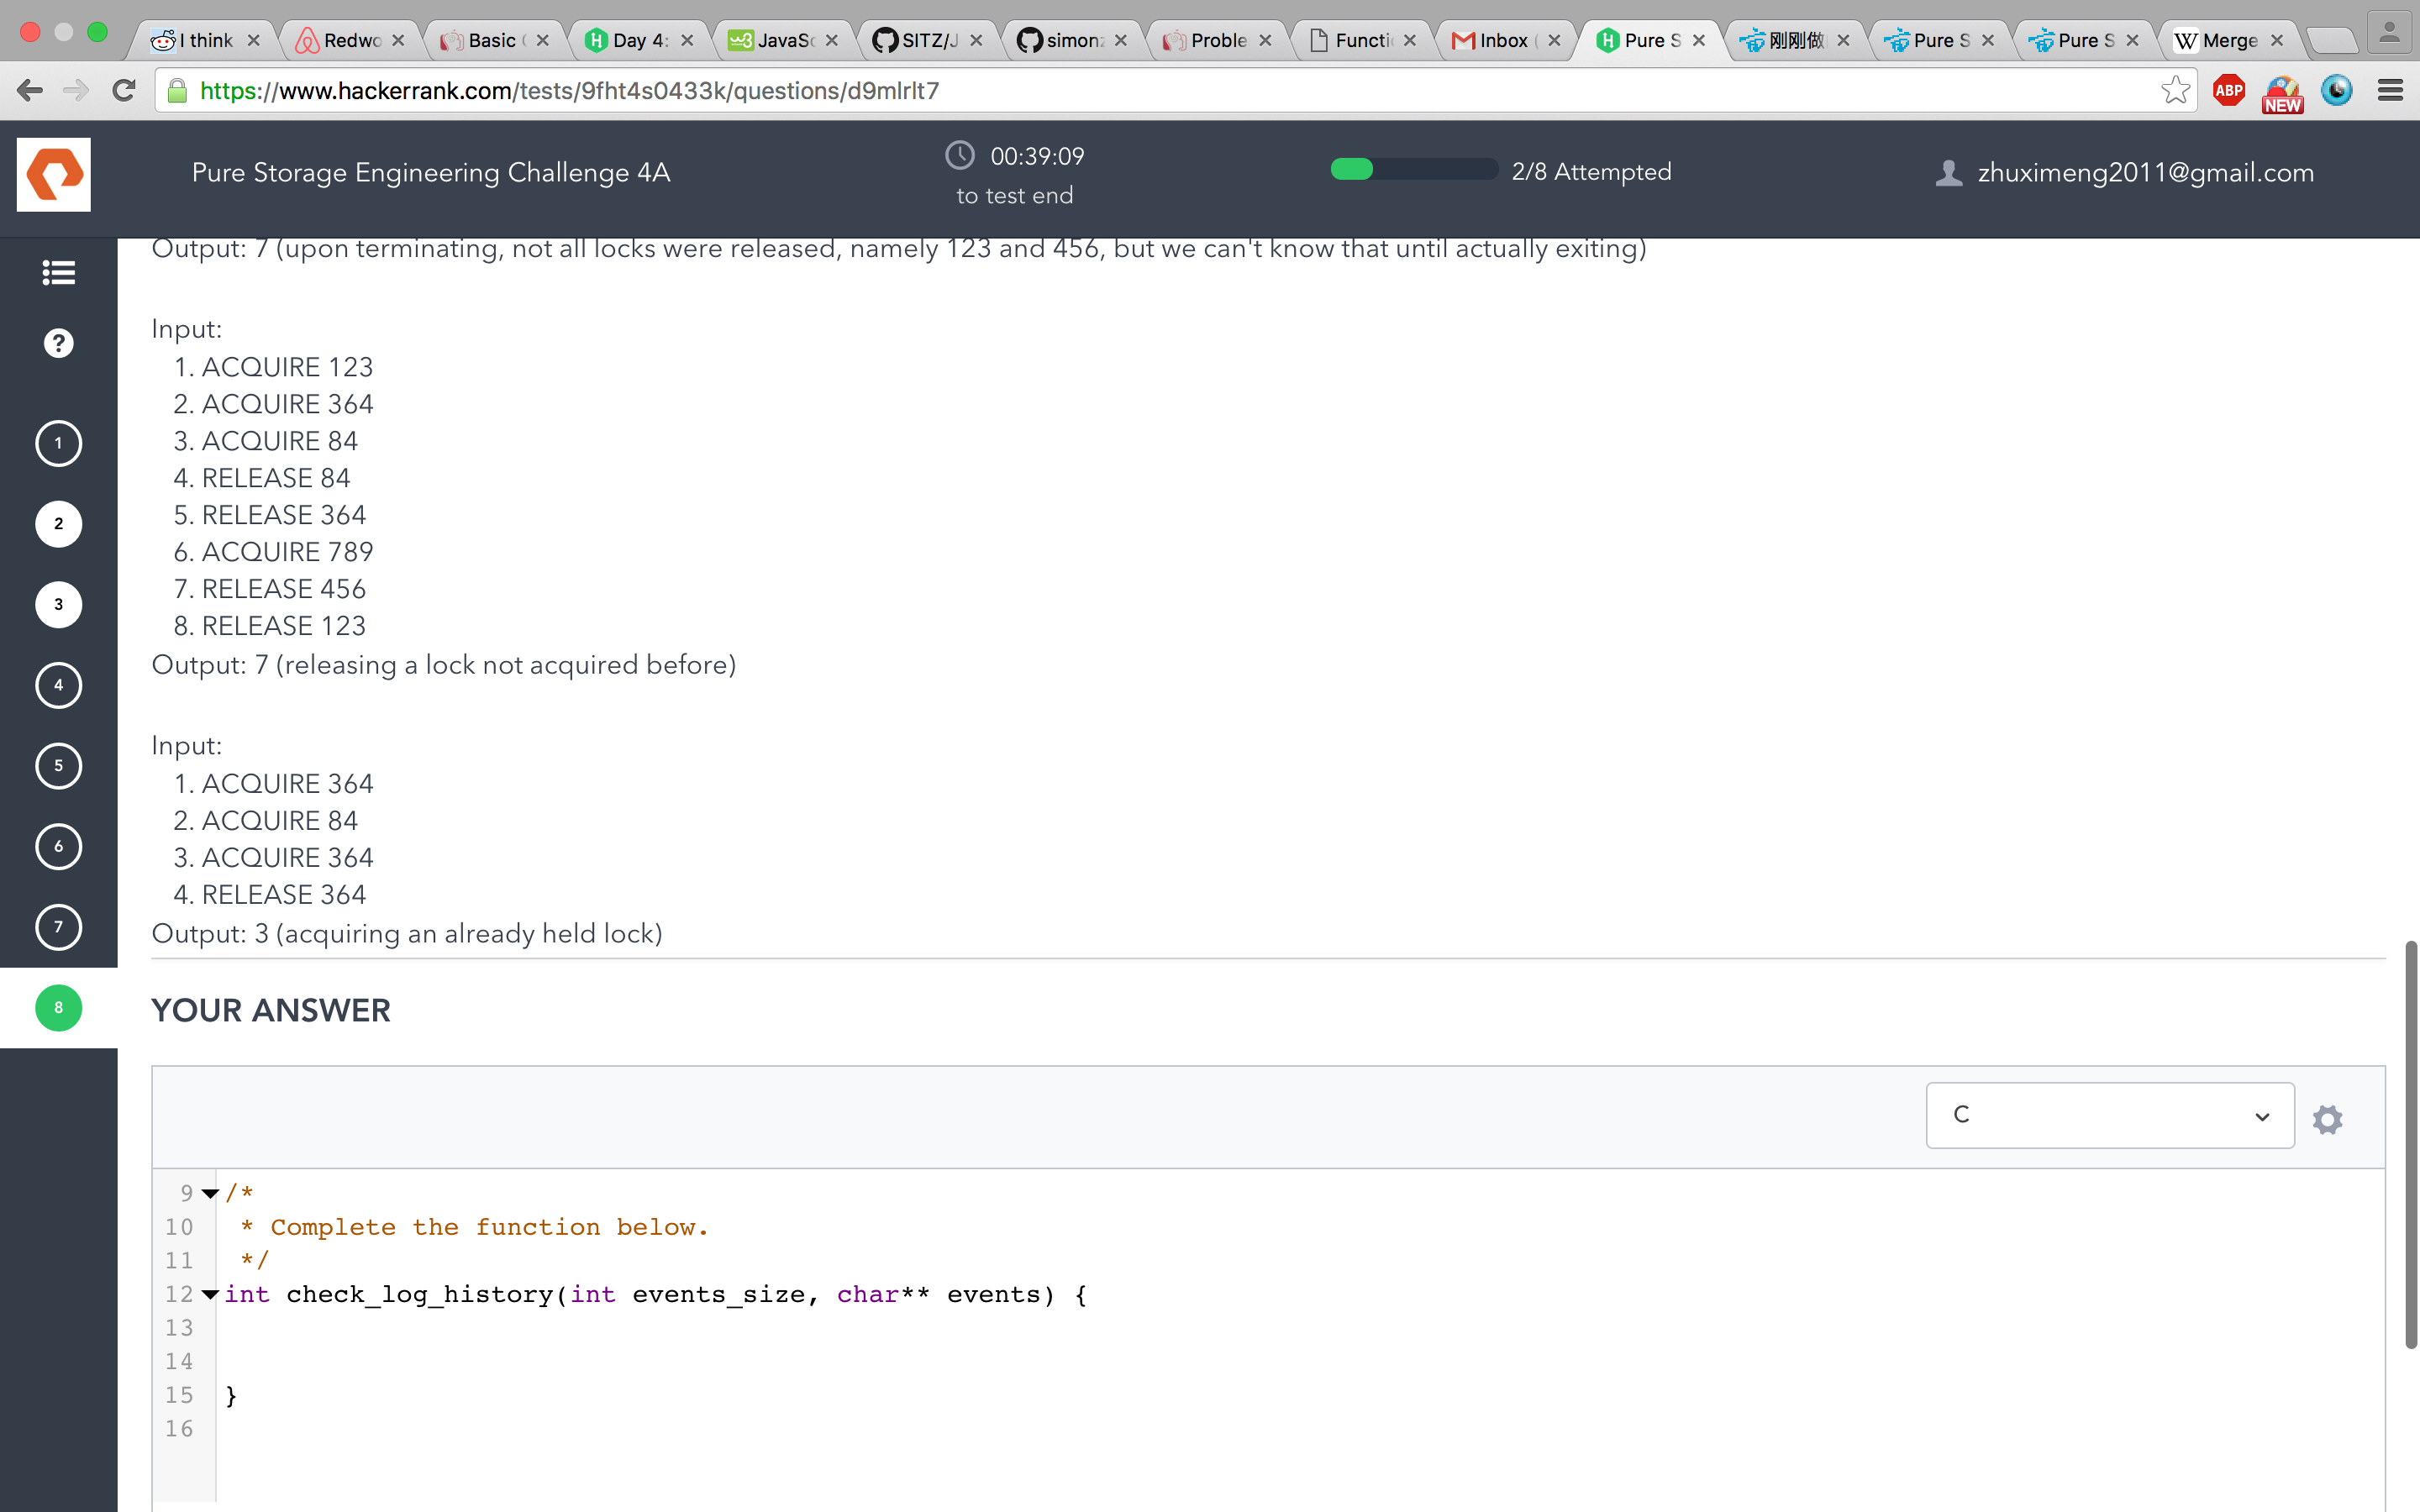 I think
Redwo
Basic (
Day 4:
JavaSc
SITZ/J
simonz
Proble
Functi
Inbox (
Pure S
刚刚做
Pure S
Pure S
W Merge
https://www.hackerrank.com/tests/9fht4s0433k/questions/d9mlrlt7
ABP
NEW
Pure Storage Engineering Challenge 4A
00:39:09
to test end
2/8 Attempted
zhuximeng2011@gmail.com
Output: 7 (upon terminating, not all locks were released, namely 123 and 456, but we can't know that until actually exiting)
Input:
1. ACQUIRE 123
2. ACQUIRE 364
3. ACQUIRE 84
4. RELEASE 84
5. RELEASE 364
6. ACQUIRE 789
7. RELEASE 456
8. RELEASE 123
Output: 7 (releasing a lock not acquired before)
Input:
1. ACQUIRE 364
2. ACQUIRE 84
3. ACQUIRE 364
4. RELEASE 364
Output: 3 (acquiring an already held lock)
?
1
2
3
4
5
6
7
8
YOUR ANSWER
C
9 /*
10 * Complete the function below.
11 */
12 int check_log_history(int events_size, char** events) {
13
14
15 }
16